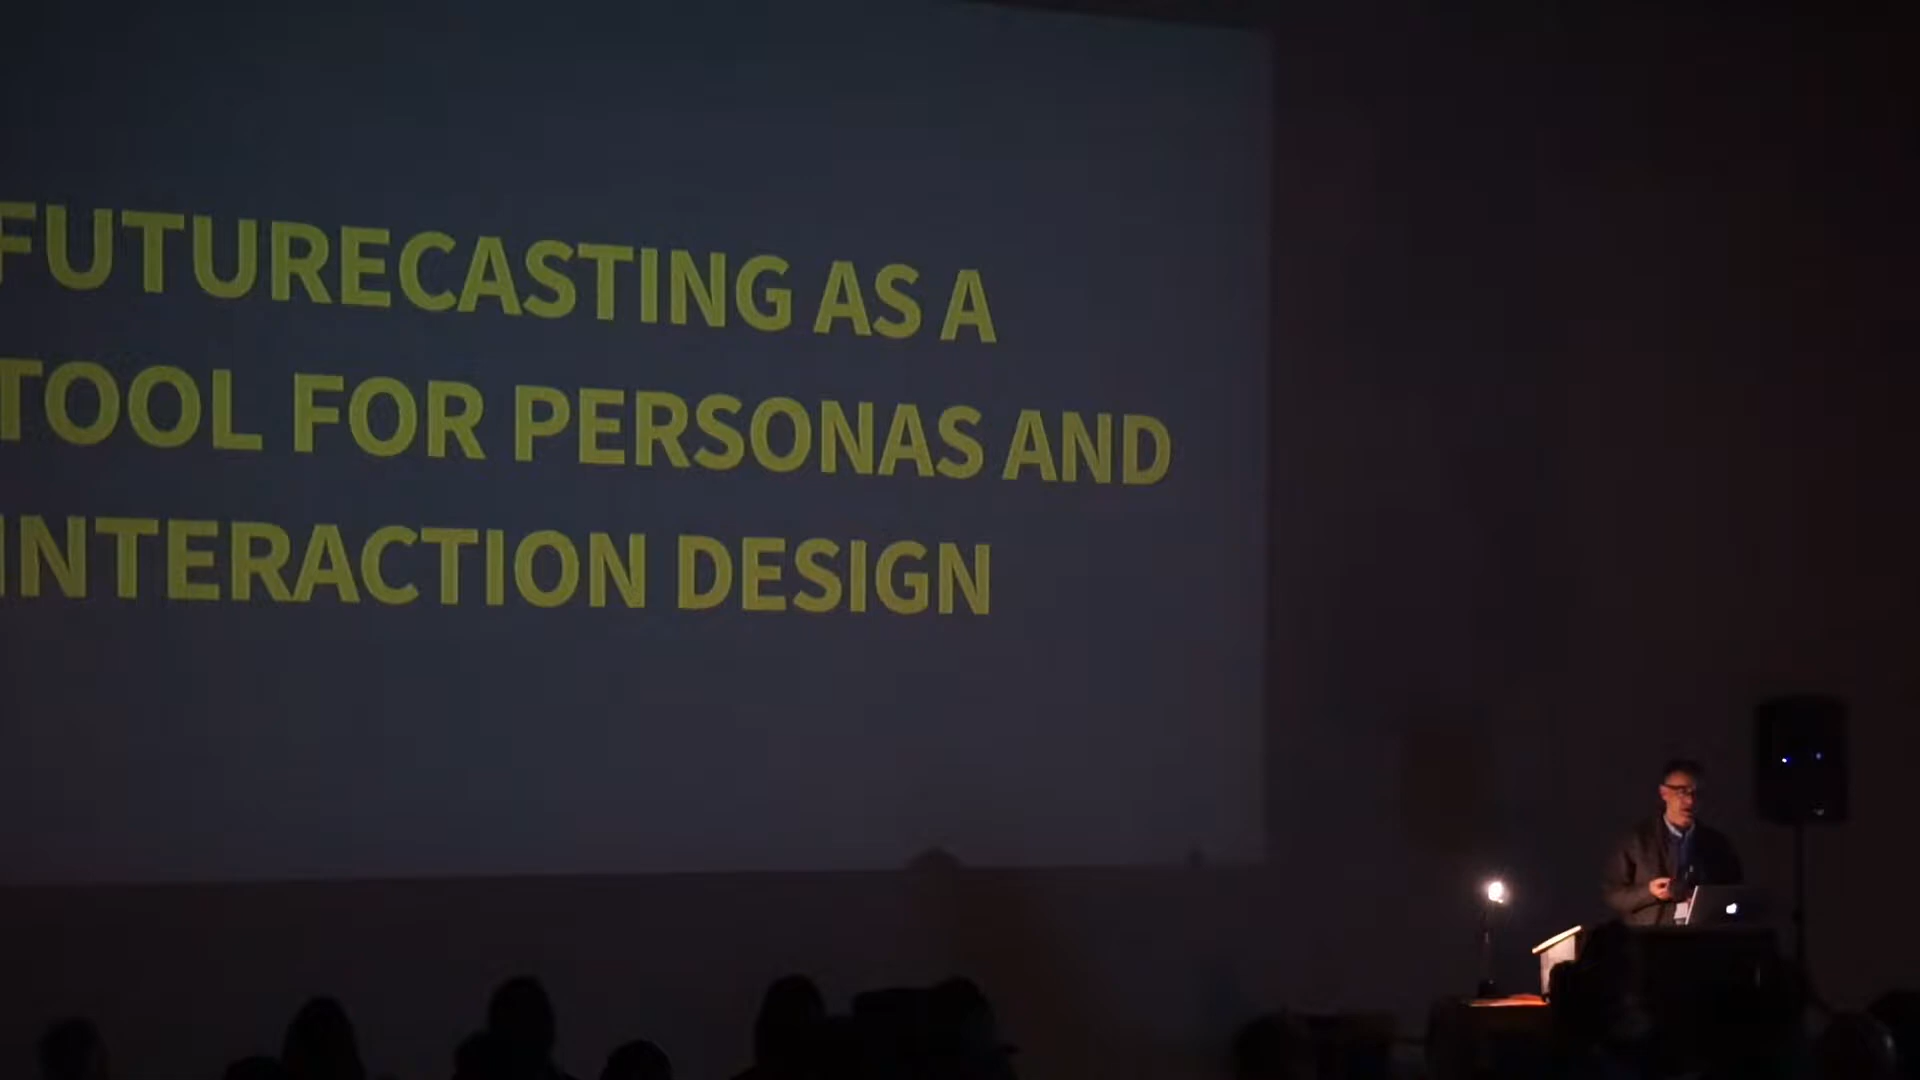 FUTURECASTING AS A
TOOL FOR PERSONAS AND
INTERACTION DESIGN